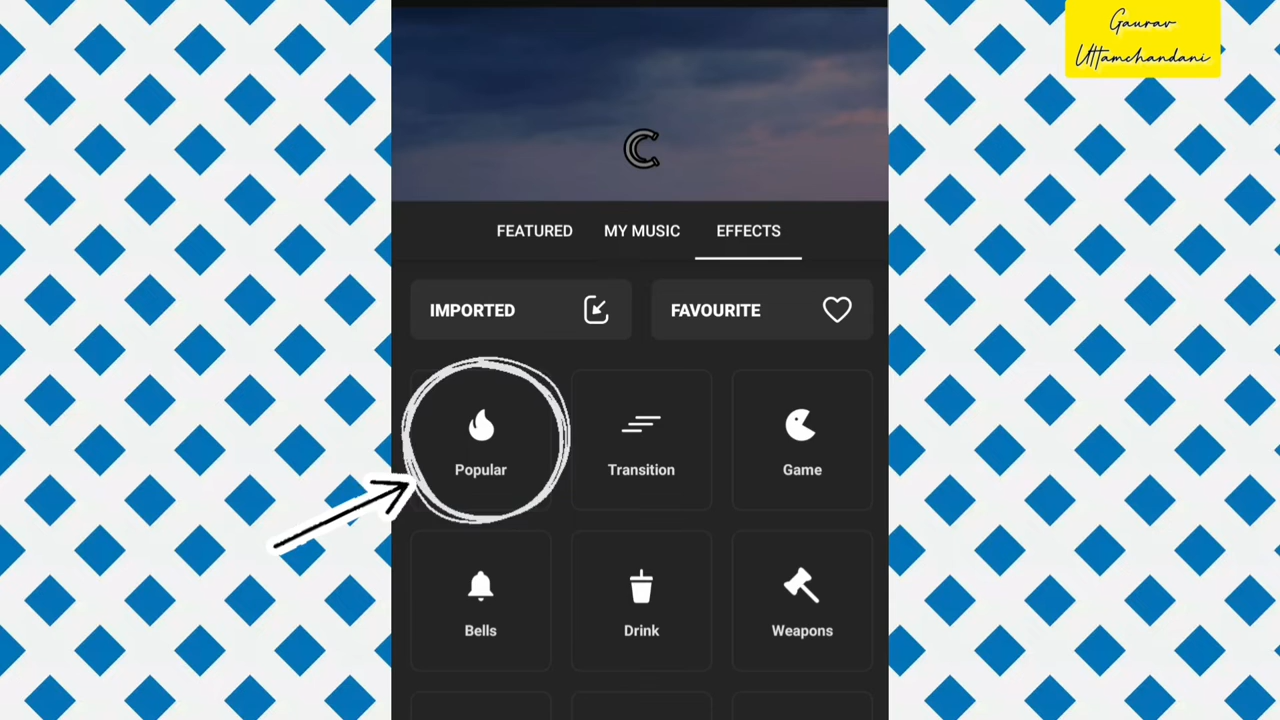 Gaurav
Uttamchandani
C
FEATURED MY MUSIC EFFECTS
IMPORTED FAVOURITE
Popular Transition Game
Bells Drink Weapons